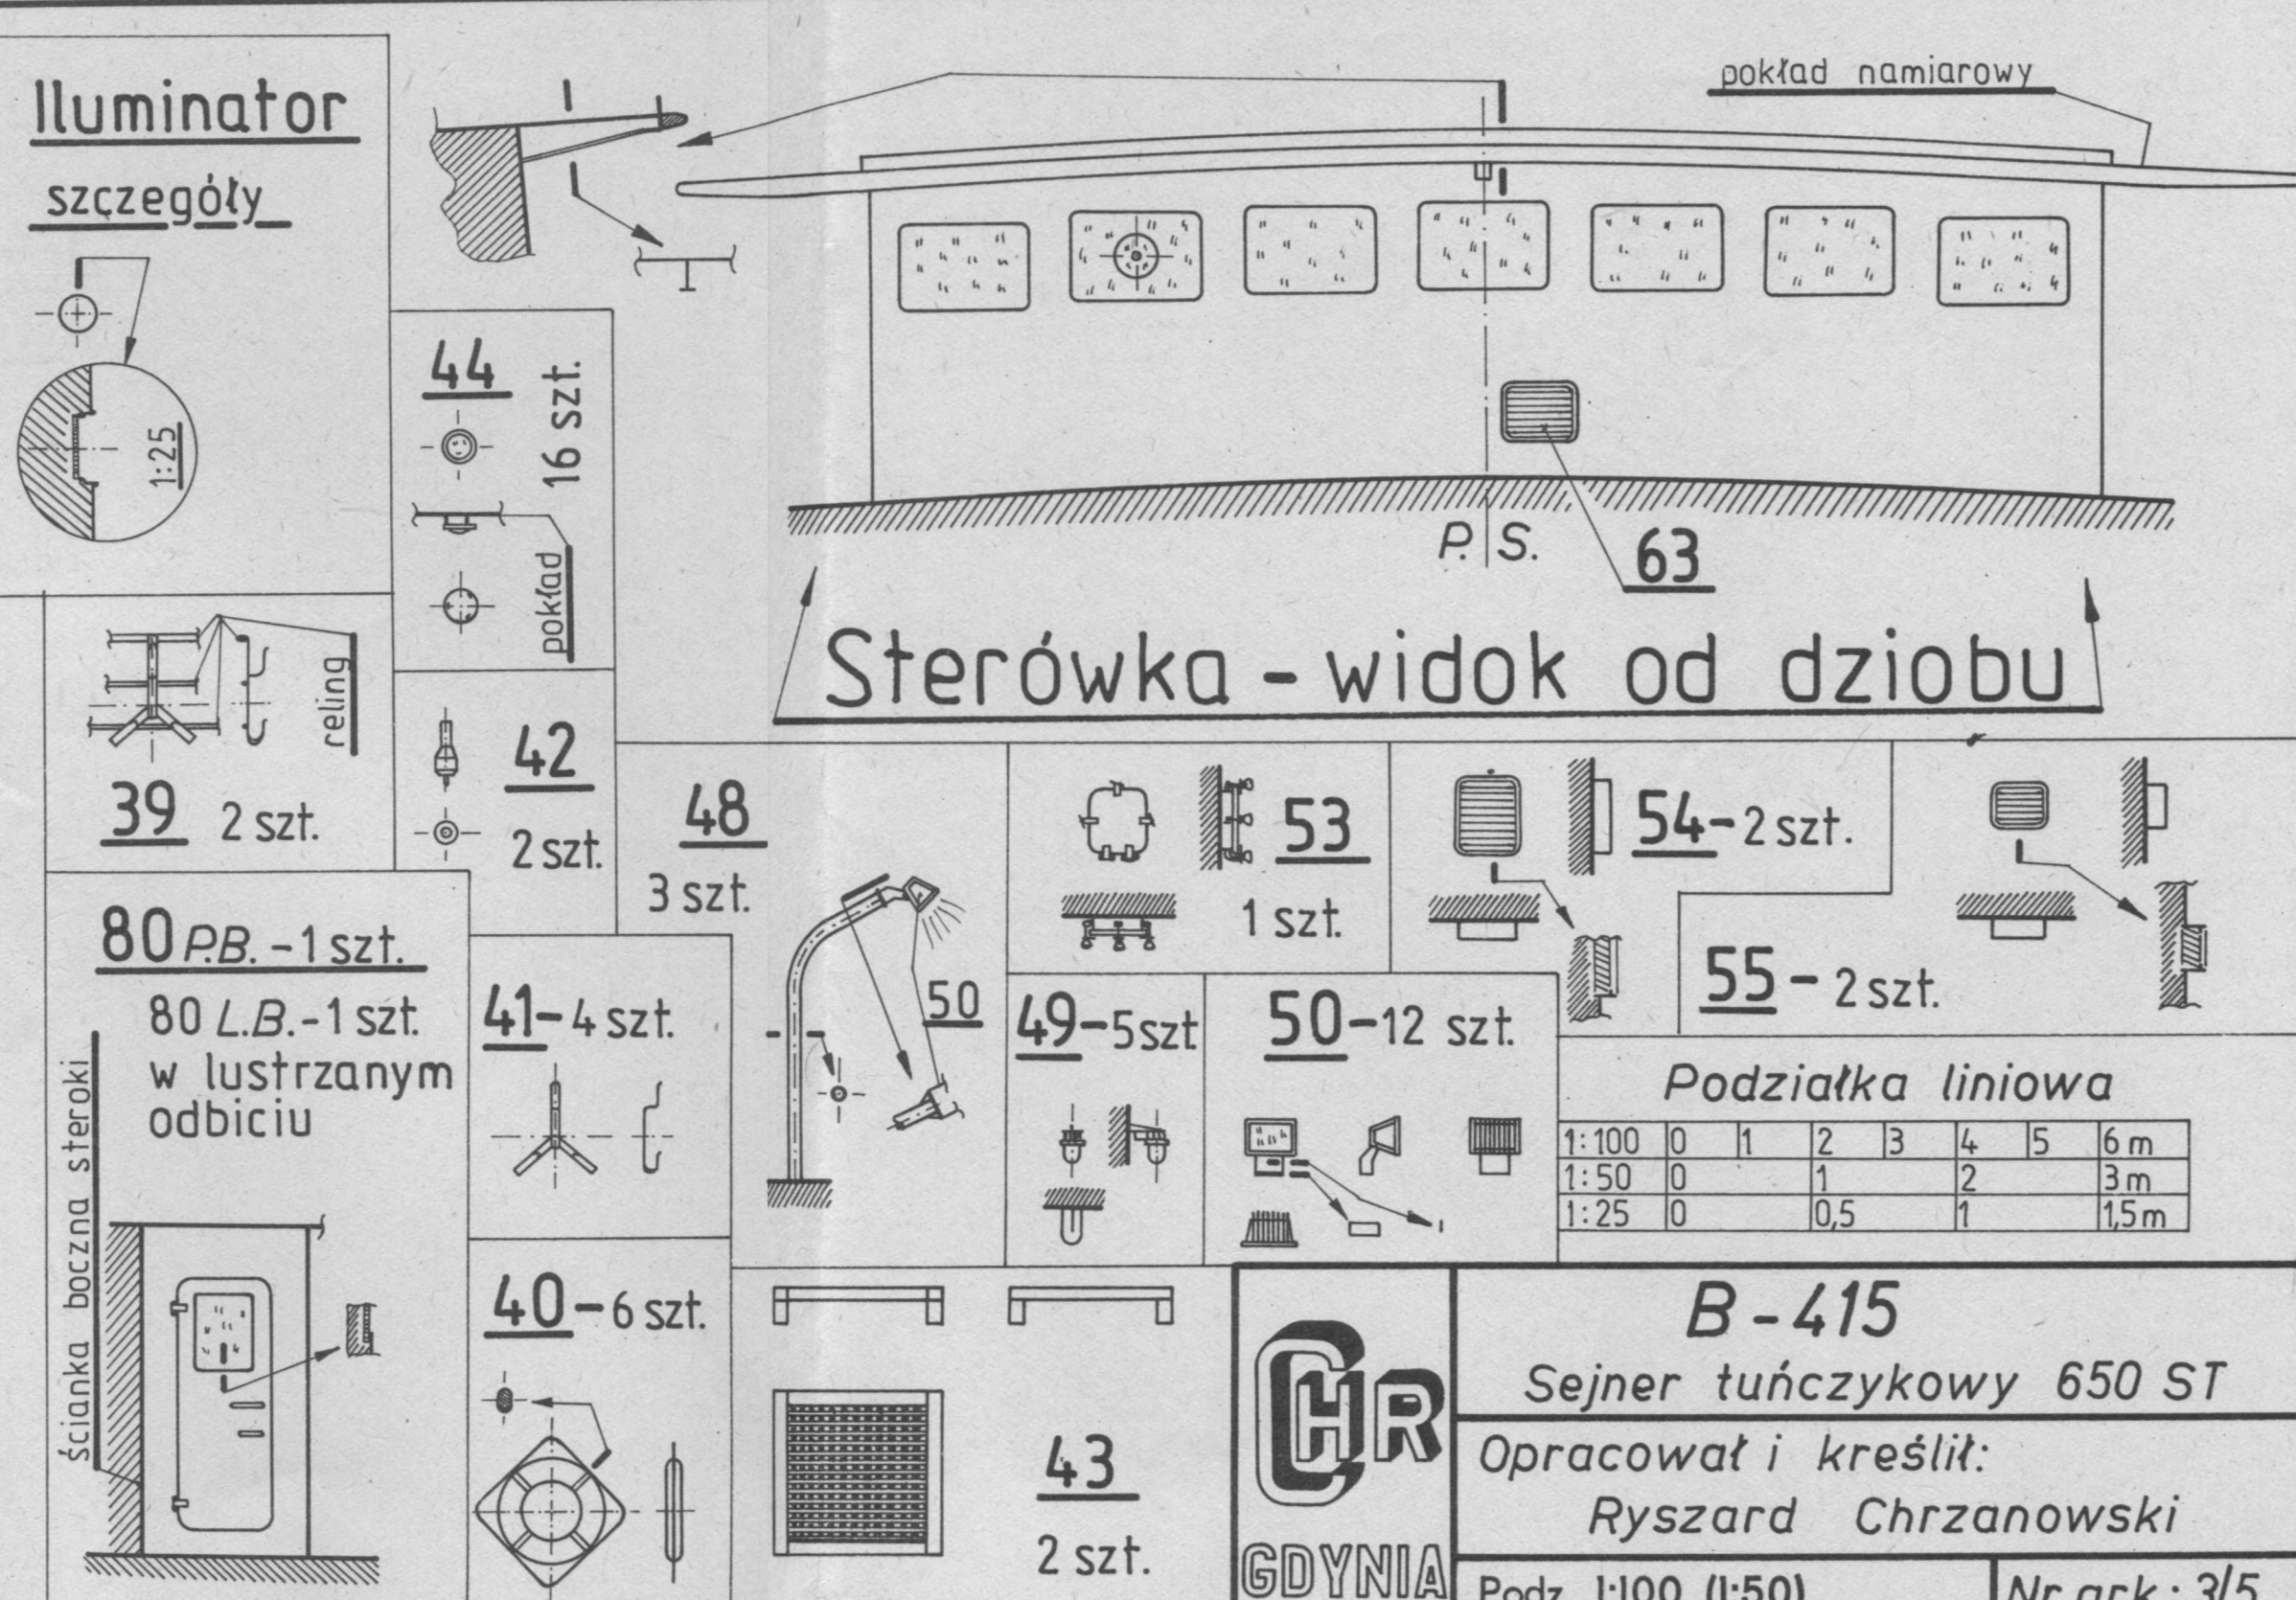 Iluminator
szczegóły
1:25
pokład namiarowy
44
16 szt.
pokład
P. S.
63
Sterówka - widok od dziobu
reling
39 2 szt.
42
2 szt.
48
3 szt.
50
53
1 szt.
54 - 2 szt.
55 - 2 szt.
80 P.B. - 1 szt.
80 L.B. - 1 szt.
w lustrzanym
odbiciu
ścianka boczna steroki
41 - 4 szt.
49 - 5 szt
50 - 12 szt.
Podziałka liniowa
1:100 0 1 2 3 4 5 6 m
1:50 0 1 2 3 m
1:25 0 0,5 1 1,5 m
40 - 6 szt.
43
2 szt.
CHR
GDYNIA
B - 415
Sejner tuńczykowy 650 ST
Opracował i kreślił:
Ryszard Chrzanowski
Podz. 1:100 (1:50)
Nr ark.: 3/5